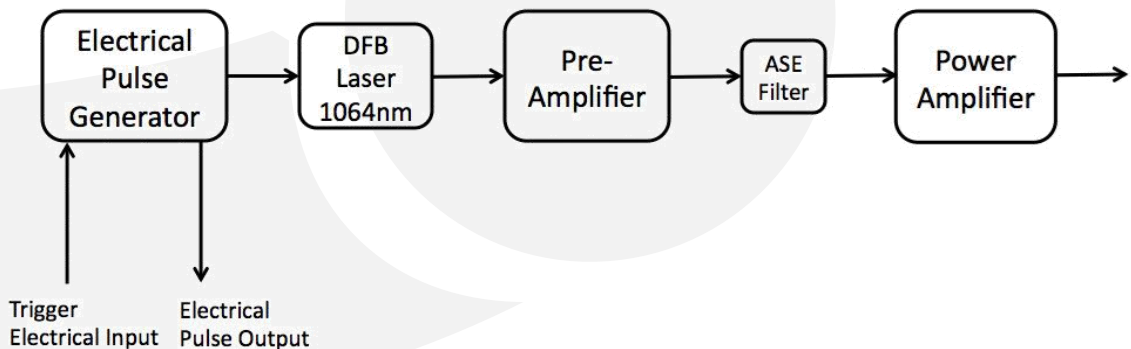 Electrical
Pulse
Generator
DFB
Laser
1064nm
Pre-
Amplifier
ASE
Filter
Power
Amplifier
Trigger
Electrical Input
Electrical
Pulse Output